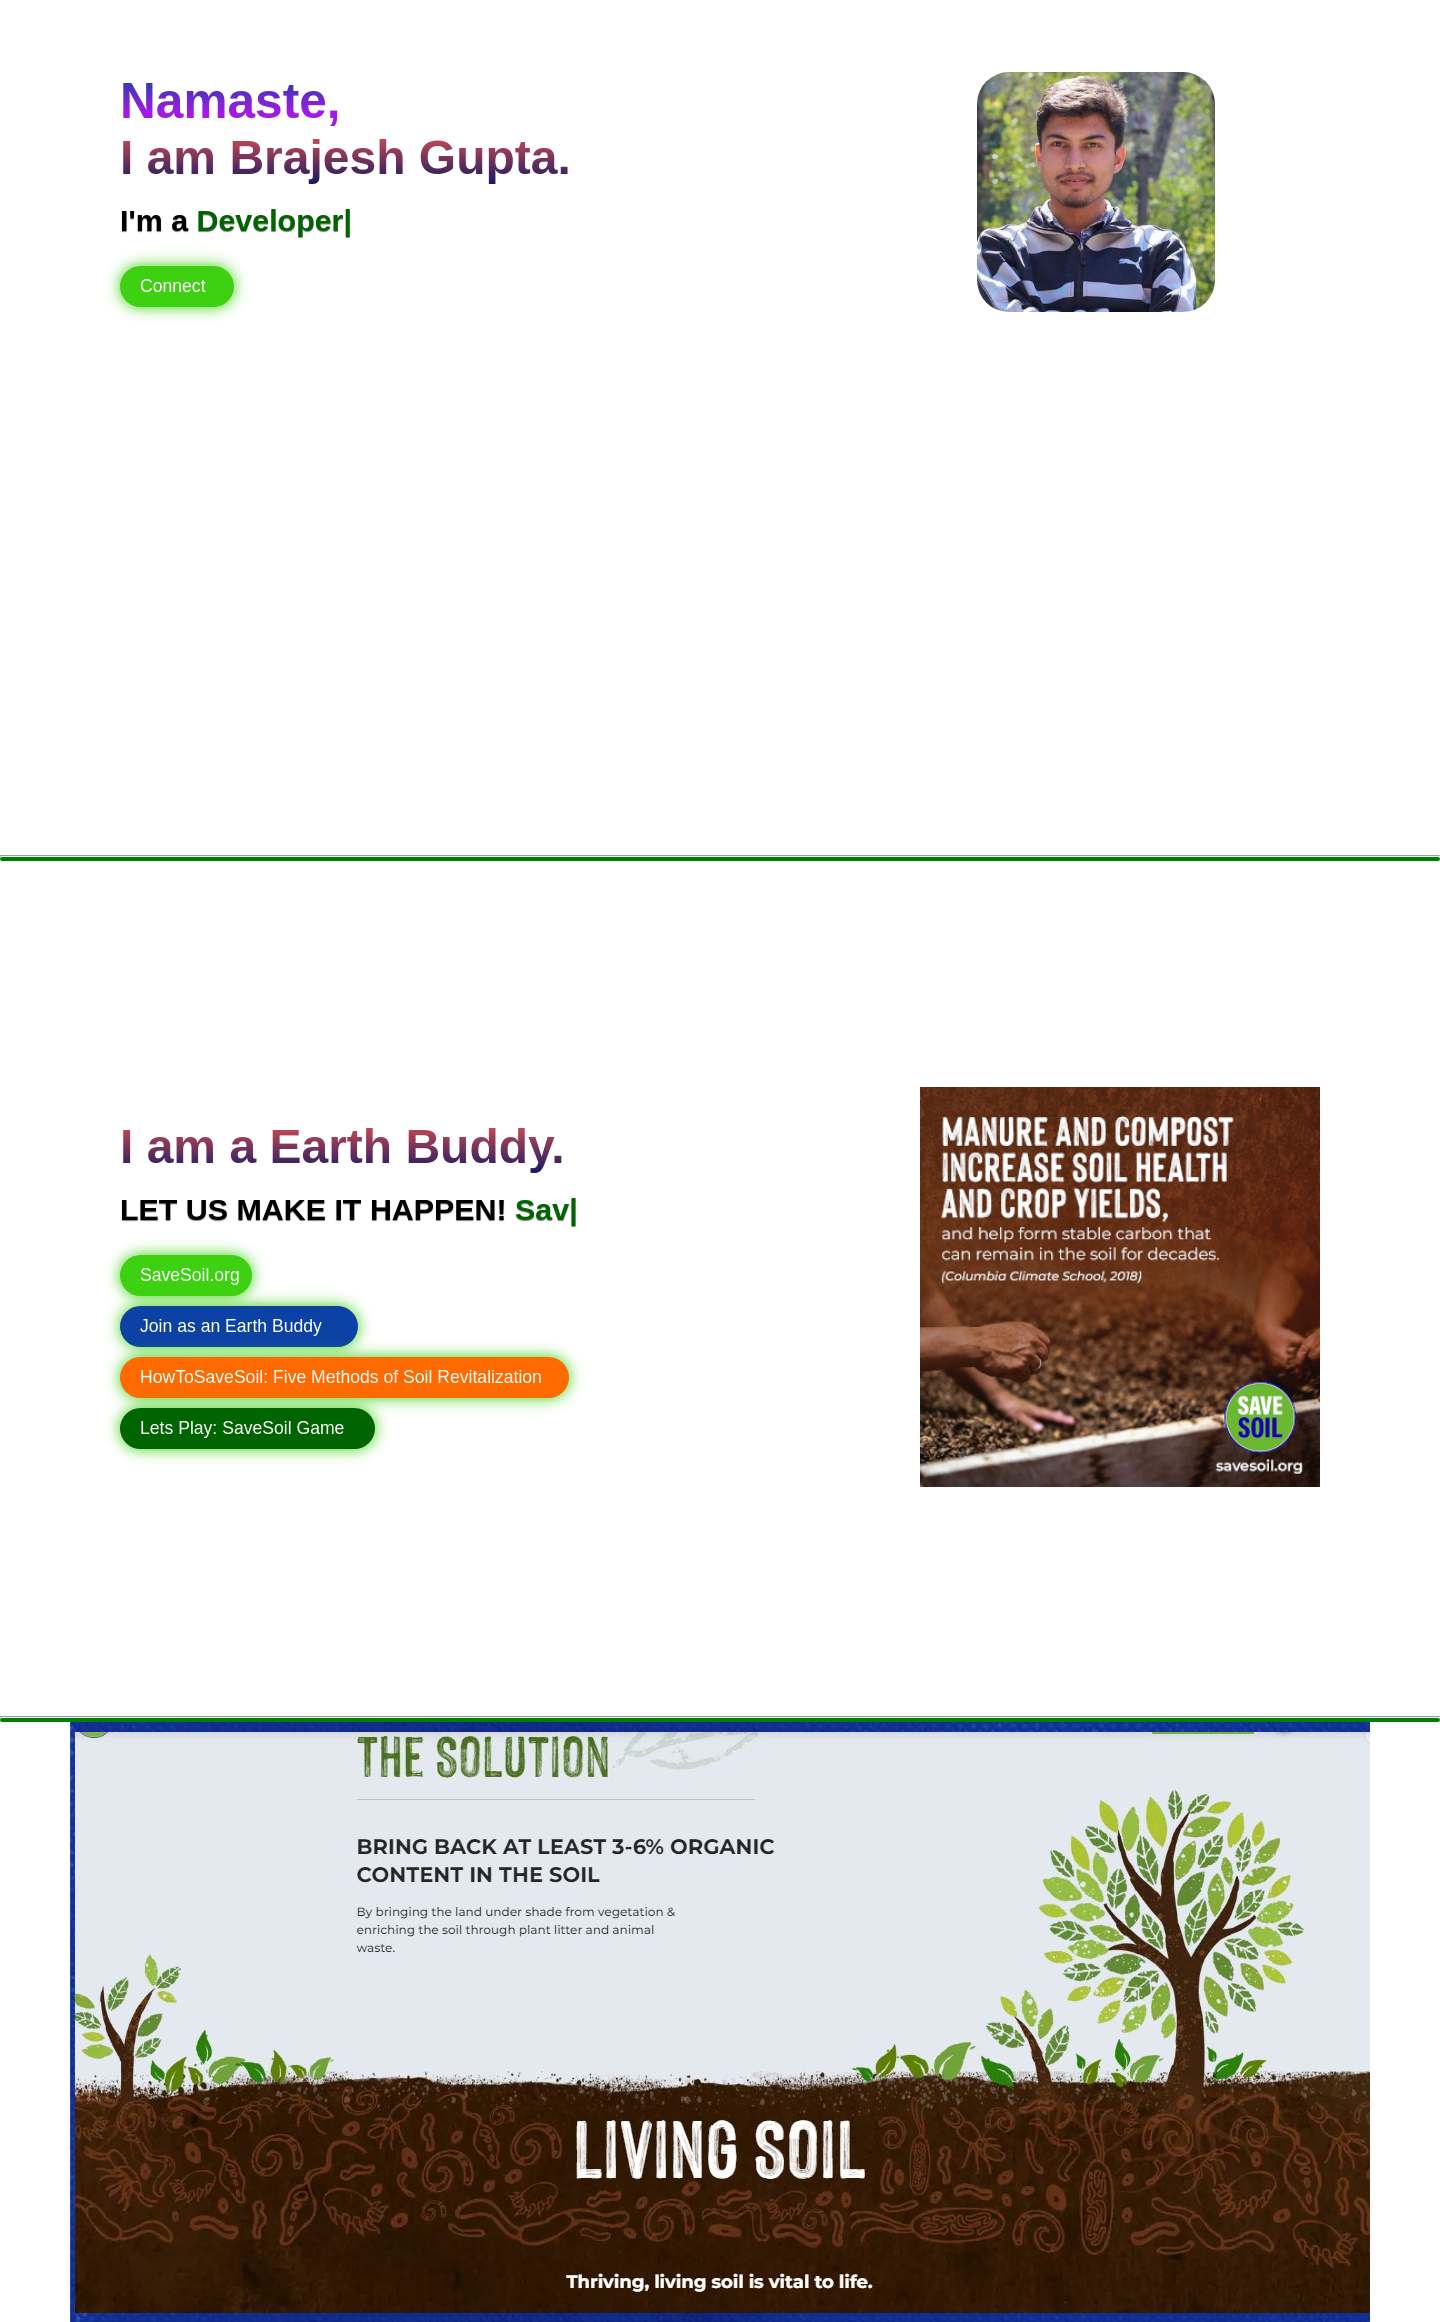 Namaste,
I am Brajesh Gupta.
I'm a Developer|
Connect
I am a Earth Buddy.
LET US MAKE IT HAPPEN! Sav|
SaveSoil.org
Join as an Earth Buddy
HowToSaveSoil: Five Methods of Soil Revitalization
Lets Play: SaveSoil Game
MANURE AND COMPOST
INCREASE SOIL HEALTH
AND CROP YIELDS,
and help form stable carbon that
can remain in the soil for decades.
(Columbia Climate School, 2018)
SAVE
SOIL
savesoil.org
THE SOLUTION
BRING BACK AT LEAST 3-6% ORGANIC
CONTENT IN THE SOIL
By bringing the land under shade from vegetation &
enriching the soil through plant litter and animal
waste.
LIVING SOIL
Thriving, living soil is vital to life.